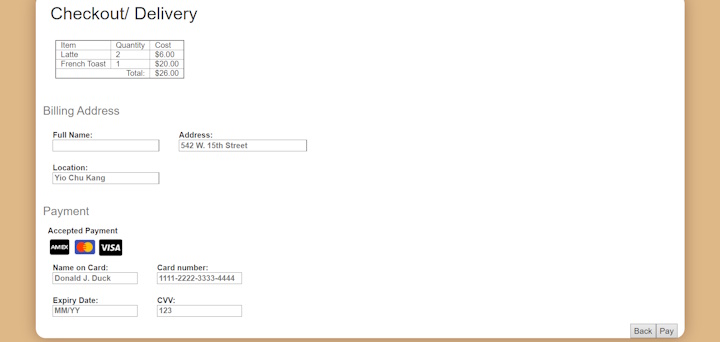 Checkout/ Delivery
Item Quantity Cost
Latte 2 $6.00
French Toast 1 $20.00
Total: $26.00
Billing Address
Full Name: Address:
542 W. 15th Street
Location:
Yio Chu Kang
Payment
Accepted Payment
AMEX VISA
Name on Card: Card number:
Donald J. Duck 1111-2222-3333-4444
Expiry Date: CVV:
MM/YY 123
Back Pay